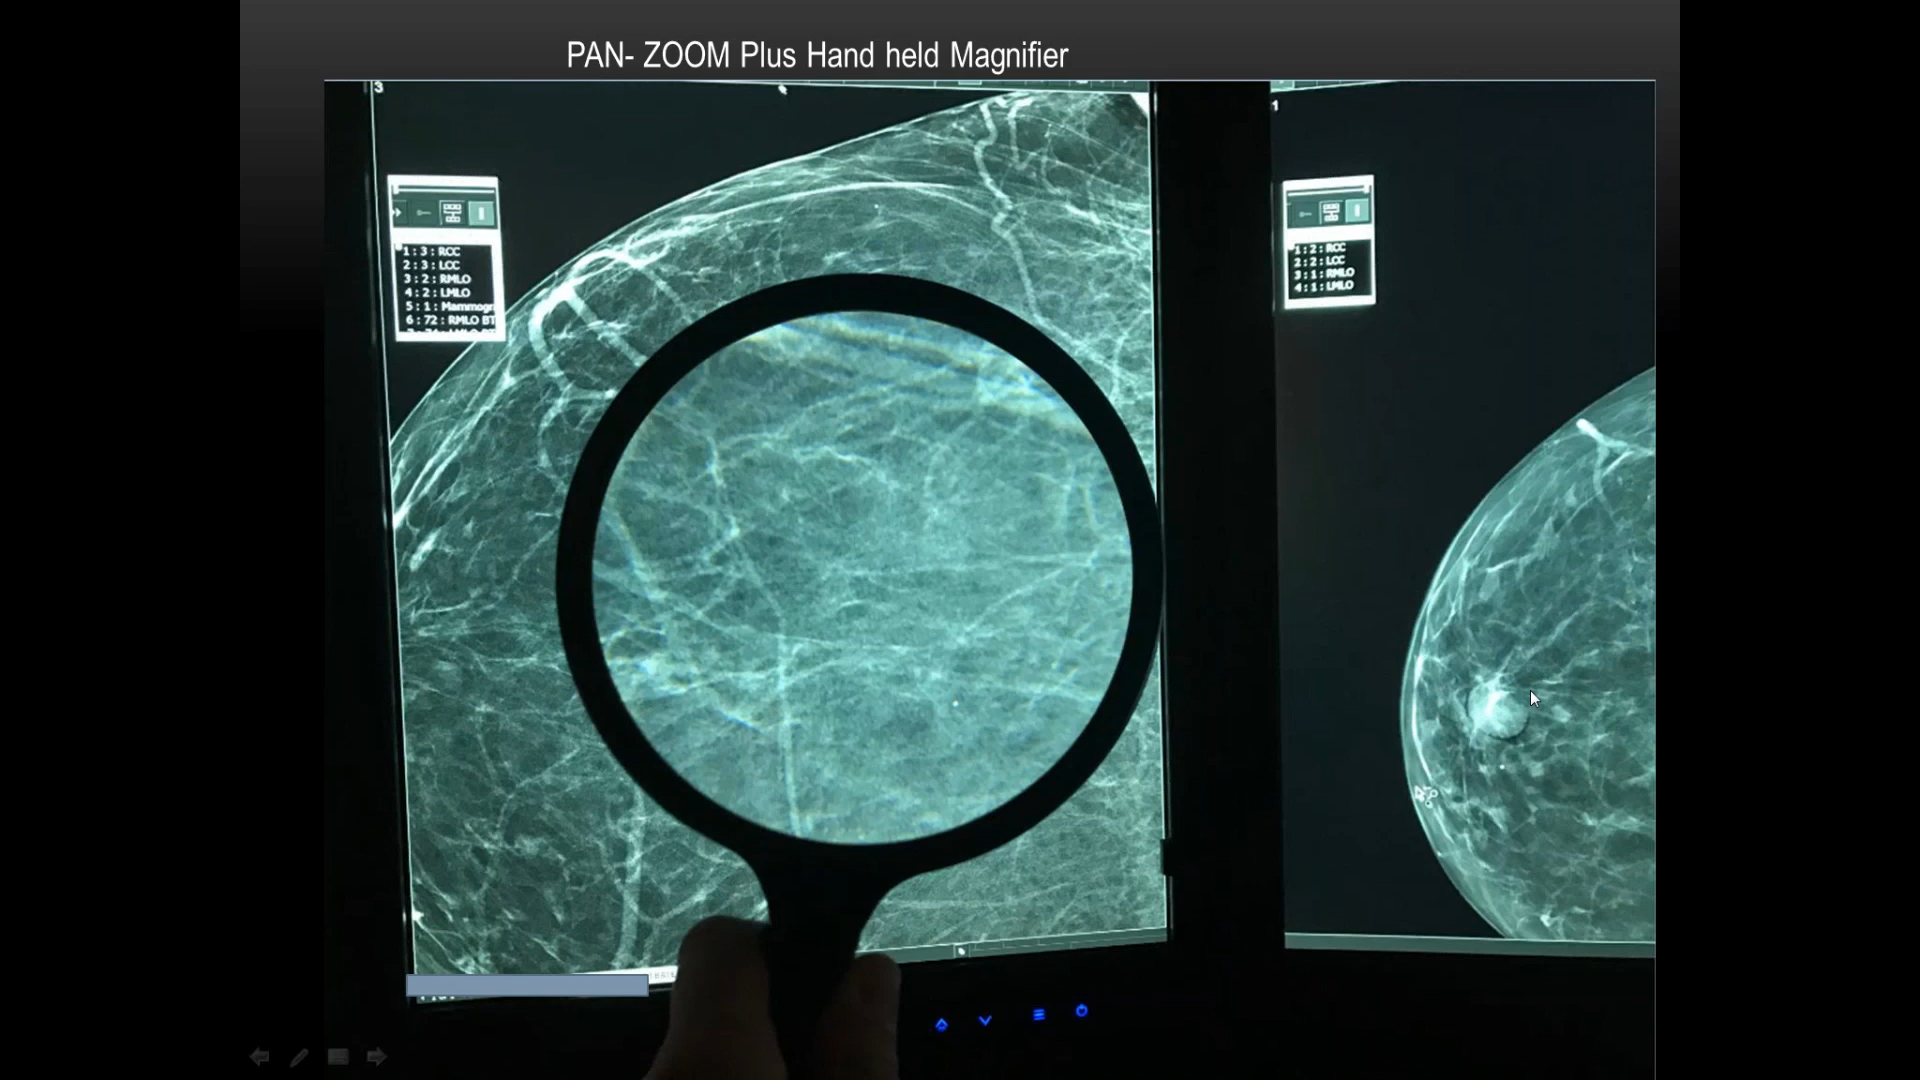 PAN- ZOOM Plus Hand held Magnifier
3
1 : 3 : RCC
2 : 3 : LCC
3 : 2 : RMLO
4 : 2 : LMLO
5 : 1 : Mammogr
6 : 72 : RMLO BT
1
1 : 2 : RCC
2 : 2 : LCC
3 : 1 : RMLO
4 : 1 : LMLO